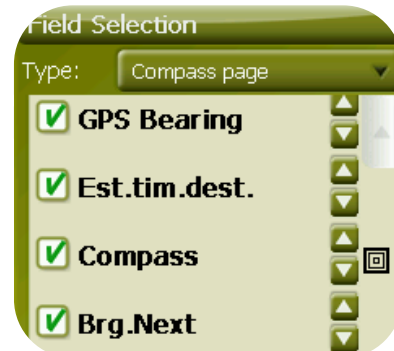 Field Selection
Type: Compass page
GPS Bearing
Est.tim.dest.
Compass
Brg.Next